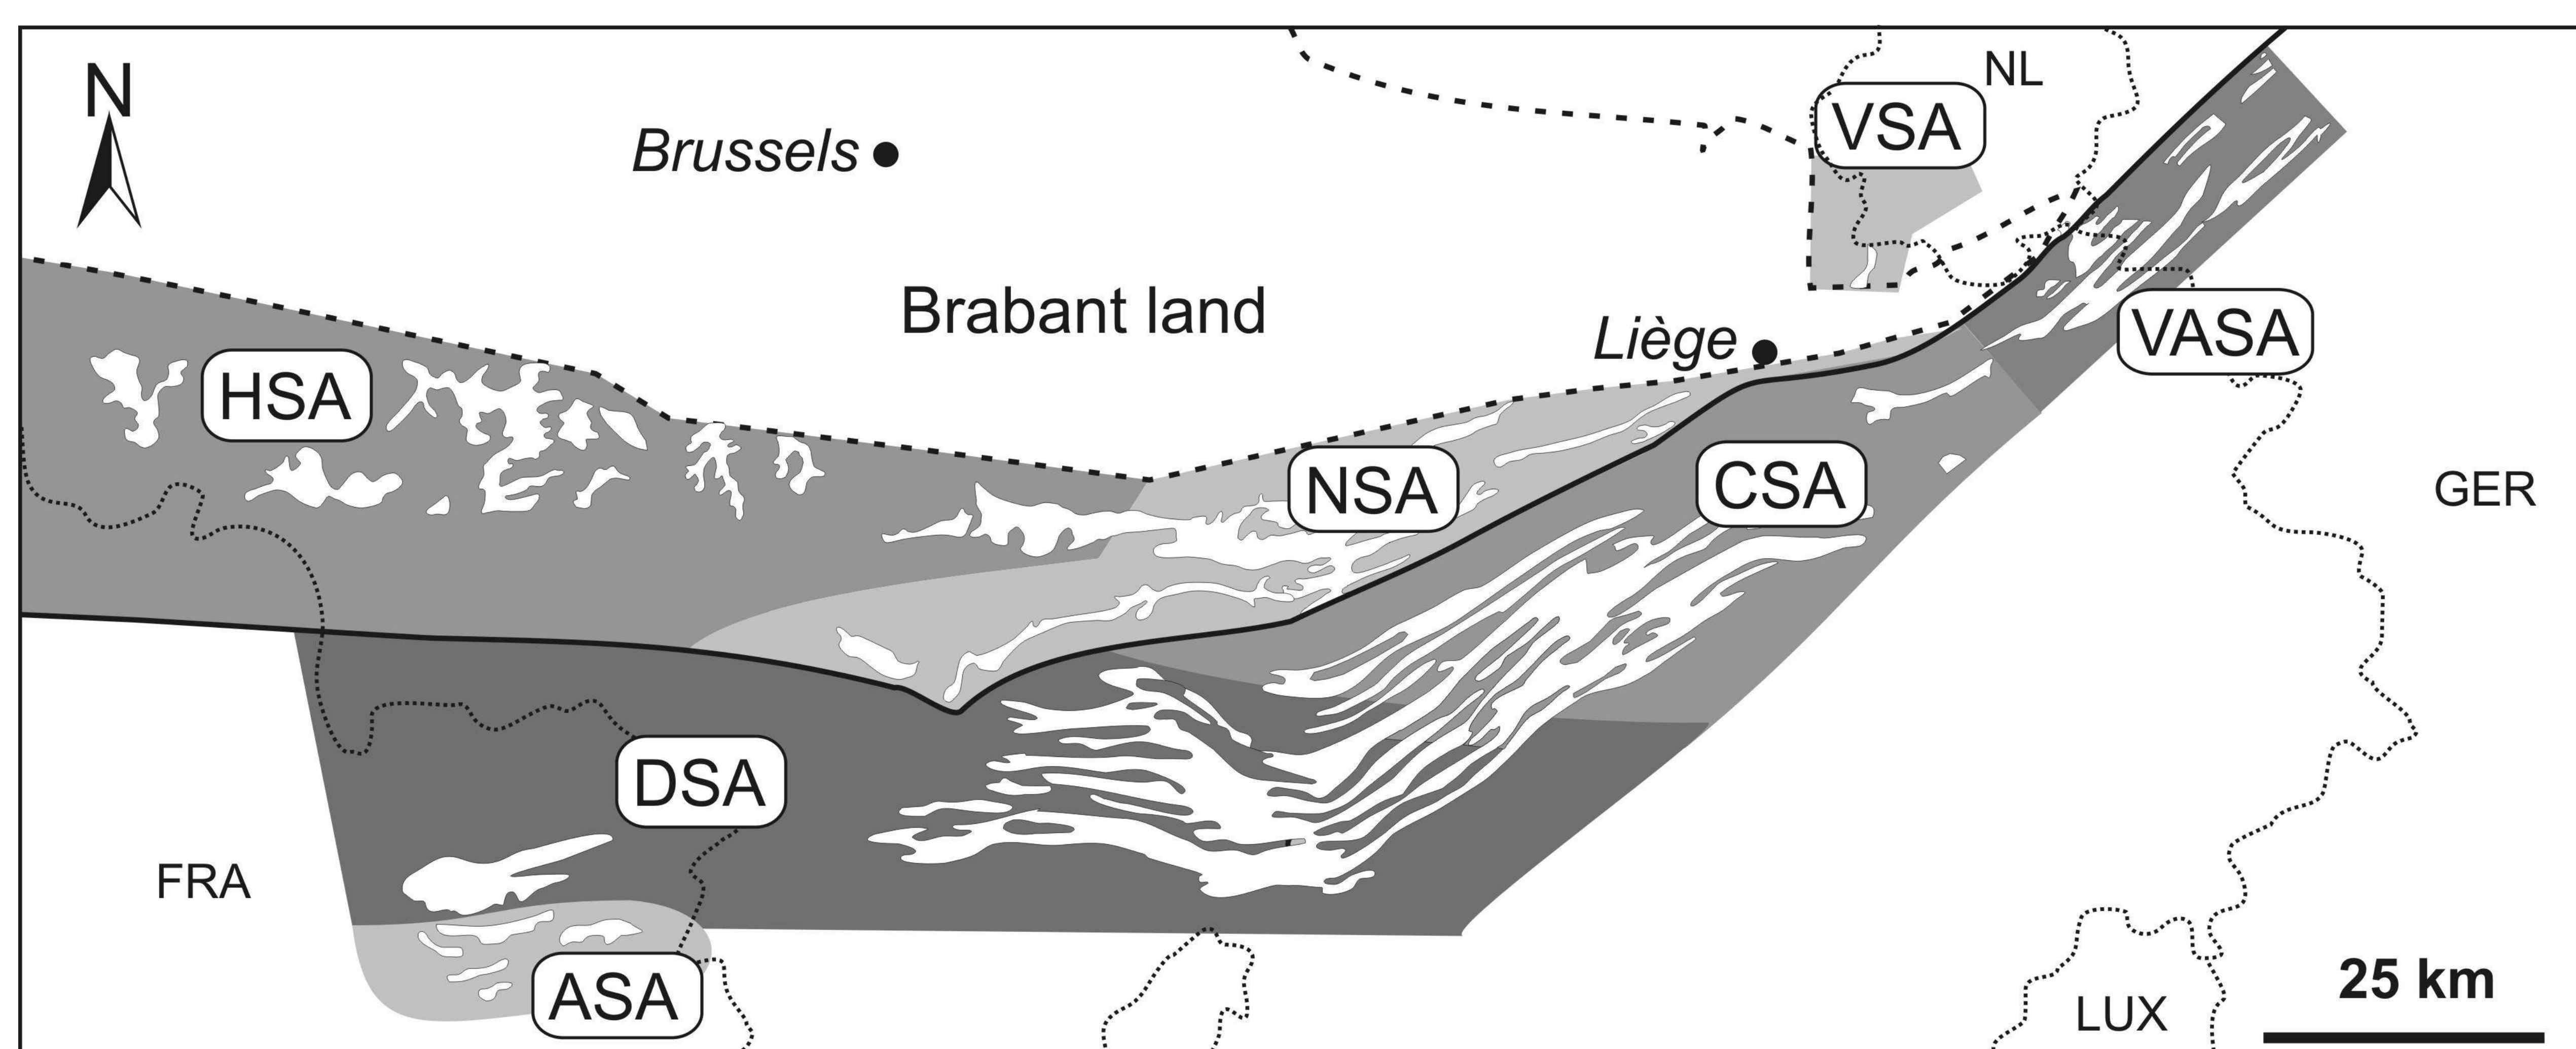 N
Brussels
NL
VSA
Brabant land
Liège
VASA
HSA
NSA
CSA
GER
DSA
FRA
ASA
LUX
25 km